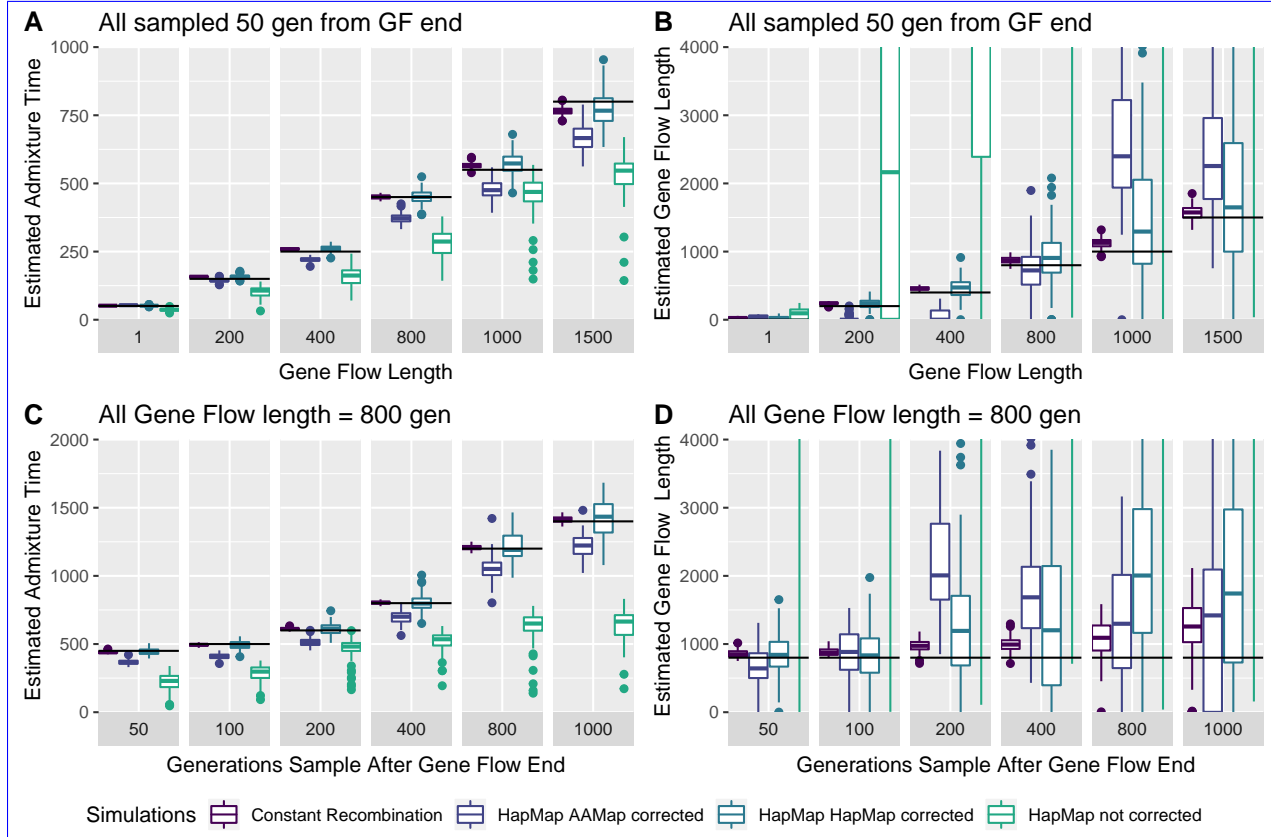 A All sampled 50 gen from GF end
Estimated Admixture Time
1000
750
500
250
0
1 200 400 800 1000 1500
Gene Flow Length
B All sampled 50 gen from GF end
Estimated Gene Flow Length
4000
3000
2000
1000
0
1 200 400 800 1000 1500
Gene Flow Length
C All Gene Flow length = 800 gen
Estimated Admixture Time
2000
1500
1000
500
0
50 100 200 400 800 1000
Generations Sample After Gene Flow End
D All Gene Flow length = 800 gen
Estimated Gene Flow Length
4000
3000
2000
1000
0
50 100 200 400 800 1000
Generations Sample After Gene Flow End
Simulations Constant Recombination HapMap AAMap corrected HapMap HapMap corrected HapMap not corrected